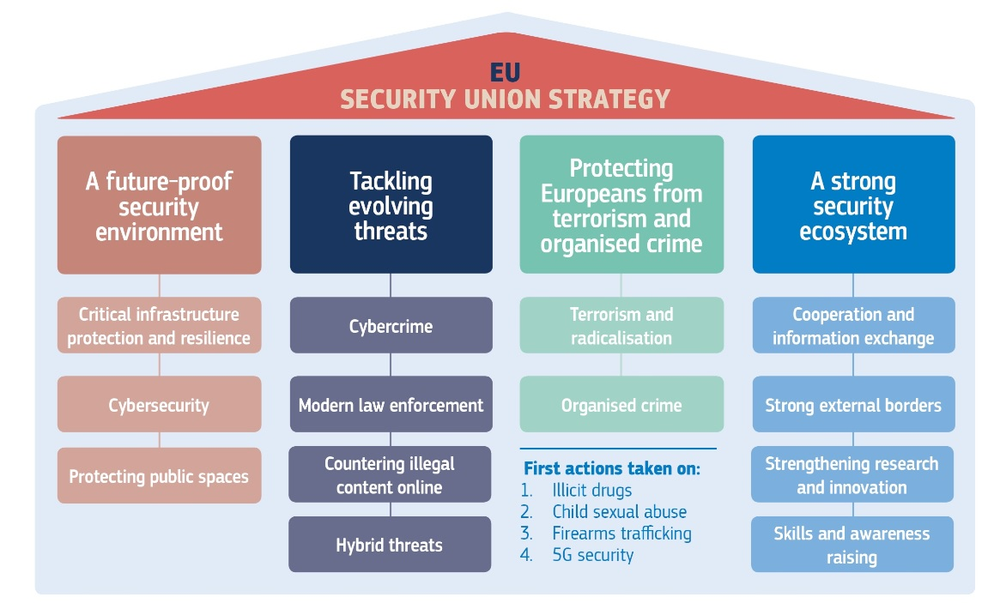 EU
SECURITY UNION STRATEGY
A future-proof
security
environment
Critical infrastructure
protection and resilience
Cybersecurity
Protecting public spaces
Tackling
evolving
threats
Cybercrime
Modern law enforcement
Countering illegal
content online
Hybrid threats
Protecting
Europeans from
terrorism and
organised crime
Terrorism and
radicalisation
Organised crime
First actions taken on:
1. Illicit drugs
2. Child sexual abuse
3. Firearms trafficking
4. 5G security
A strong
security
ecosystem
Cooperation and
information exchange
Strong external borders
Strengthening research
and innovation
Skills and awareness
raising